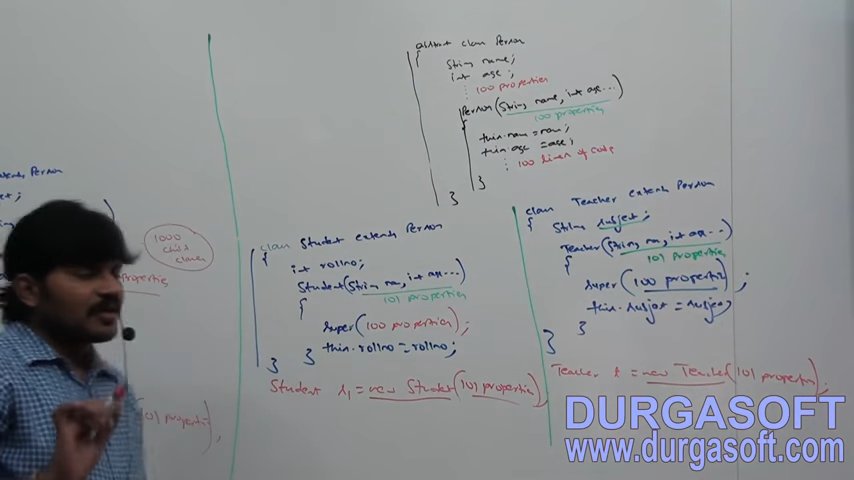 abstract class Person
{
String name;
int age;
⋮ 100 properties
Person(String name, int age...)
100 properties
{
this.name = name;
this.age = age;
⋮ 100 lines of code
}
}
extends Person
1000
child
classes
properties
101 properties);
class Student extends Person
{
int rollno;
Student(String name, int age...)
101 properties
{
super(100 properties);
this.rollno = rollno;
}
}
Student s1 = new Student(101 properties)
class Teacher extends Person
{
String subject;
Teacher(String name, int age...)
101 properties
{
super(100 properties);
this.subject = subject;
}
}
Teacher t = new Teacher(101 properties);
DURGASOFT
www.durgasoft.com